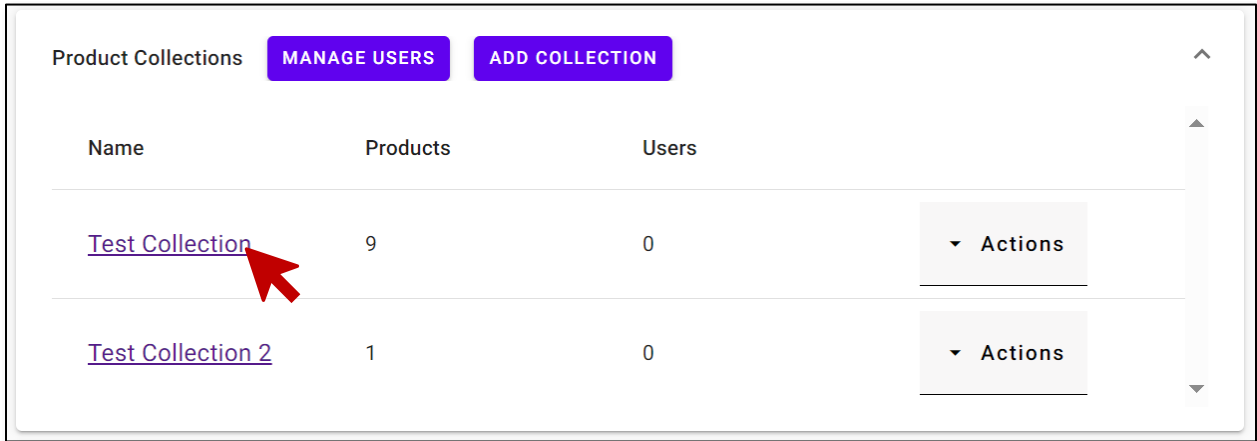 Product Collections MANAGE USERS ADD COLLECTION
Name Products Users
Test Collection 9 0 Actions
Test Collection 2 1 0 Actions